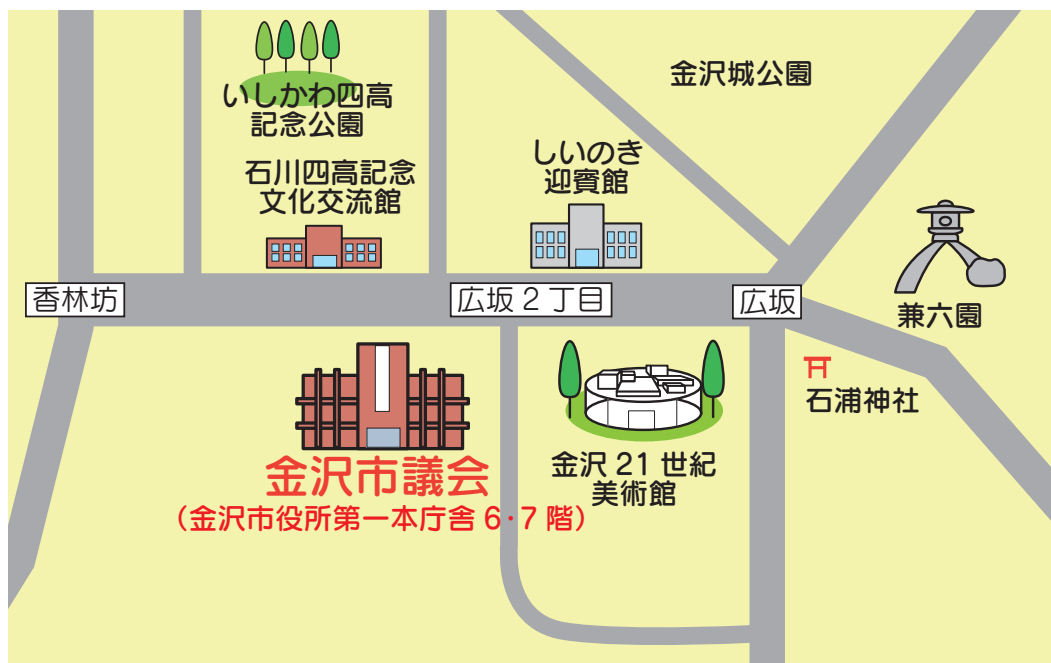 金沢城公園
いしかわ四高
記念公園
石川四高記念
文化交流館
しいのき
迎賓館
香林坊
広坂2丁目
広坂
兼六園
石浦神社
金沢21世紀
美術館
金沢市議会
(金沢市役所第一本庁舎6・7階)